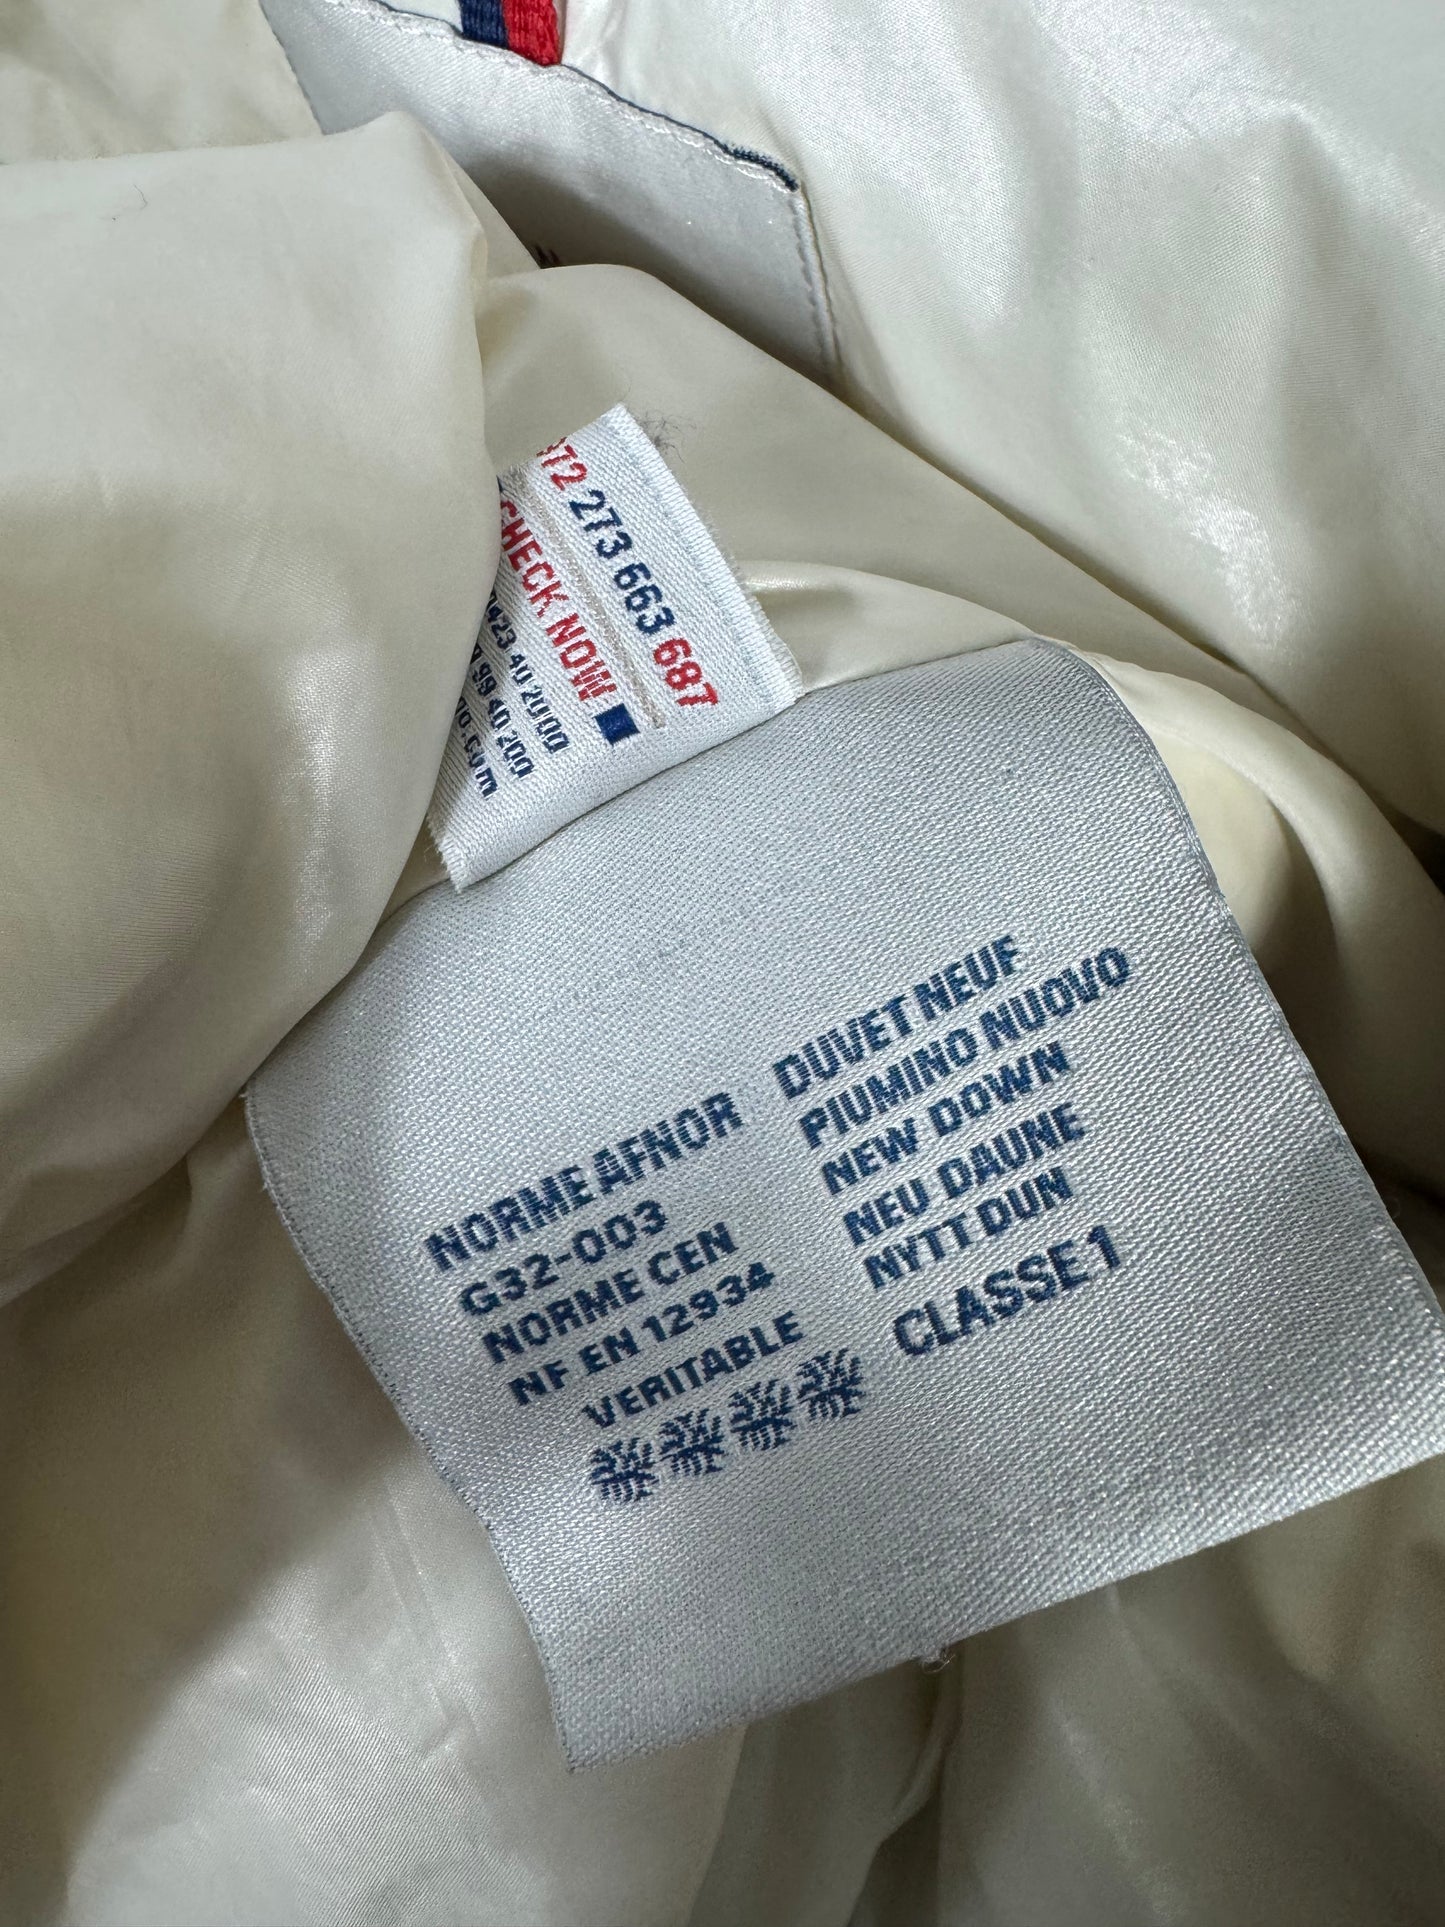 272 273 663 687
CHECK NOW
NORME AFNOR
G32-003
NORME CEN
NF EN 12934
VERITABLE
DUVET NEUF
PIUMINO NUOVO
NEW DOWN
NEU DAUNE
NYTT DUN
CLASSE 1